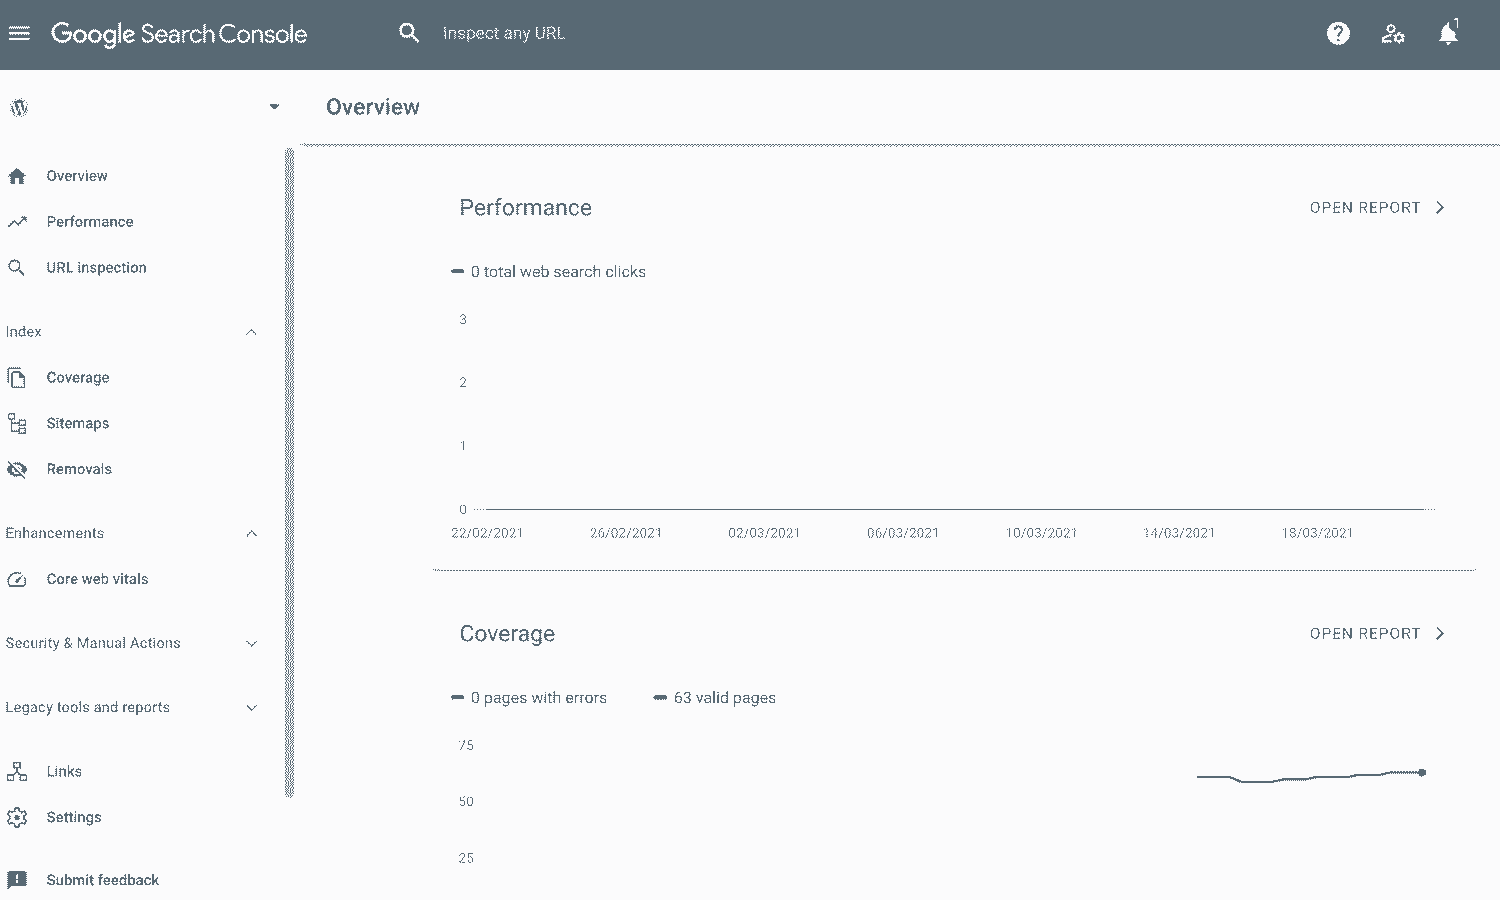 Google Search Console
Inspect any URL
1
Overview
Overview
Performance
URL inspection
Index
Coverage
Sitemaps
Removals
Enhancements
Core web vitals
Security & Manual Actions
Legacy tools and reports
Links
Settings
Submit feedback
Performance
OPEN REPORT
0 total web search clicks
3
2
1
0
22/02/2021 26/02/2021 02/03/2021 06/03/2021 10/03/2021 14/03/2021 18/03/2021
Coverage
OPEN REPORT
0 pages with errors 63 valid pages
75
50
25